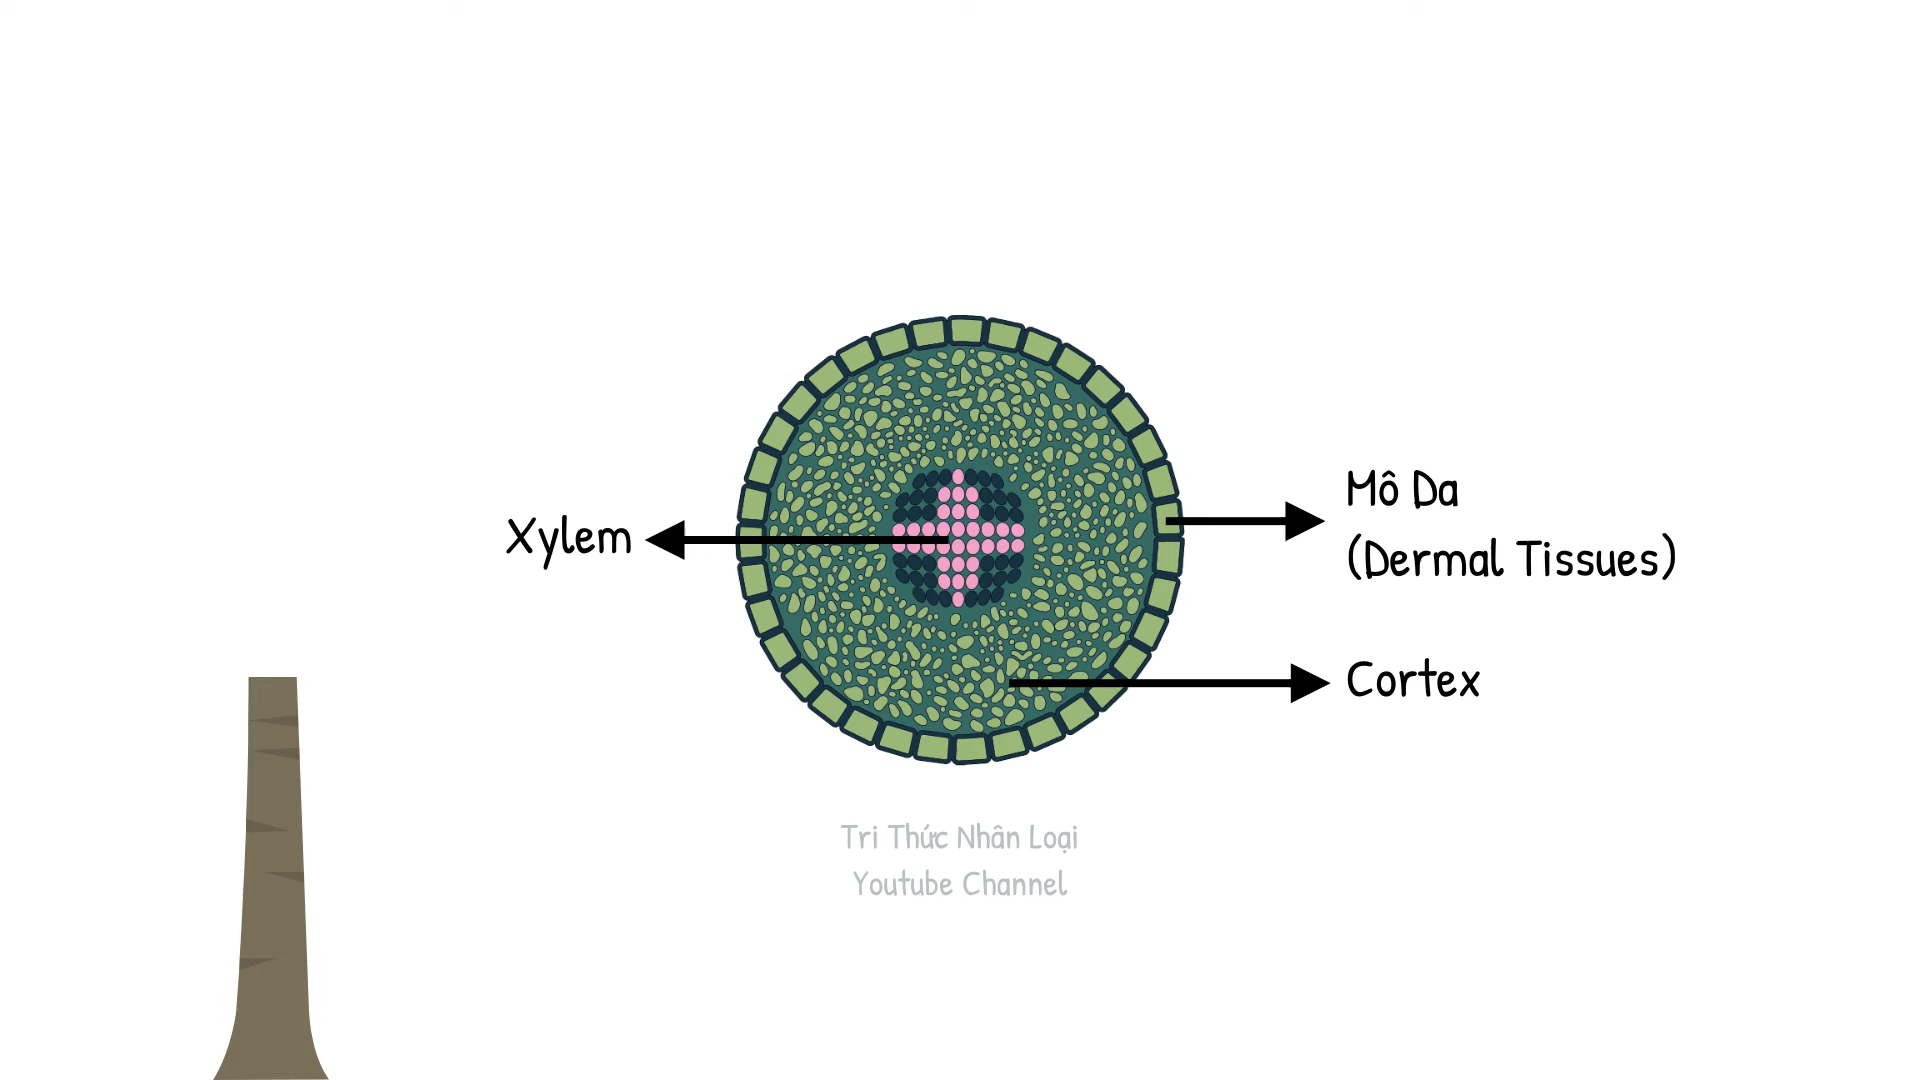 Xylem
Mô Da
(Dermal Tissues)
Cortex
Tri Thức Nhân Loại
Youtube Channel